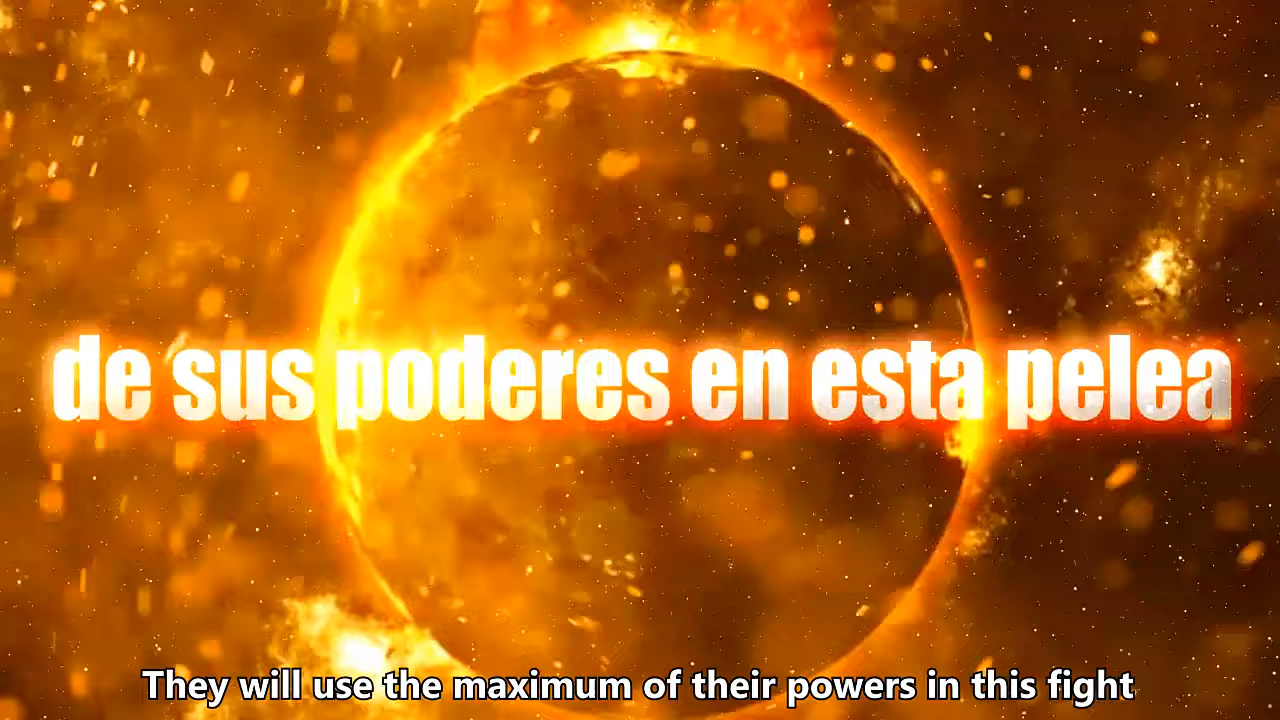 de sus poderes en esta pelea
They will use the maximum of their powers in this fight